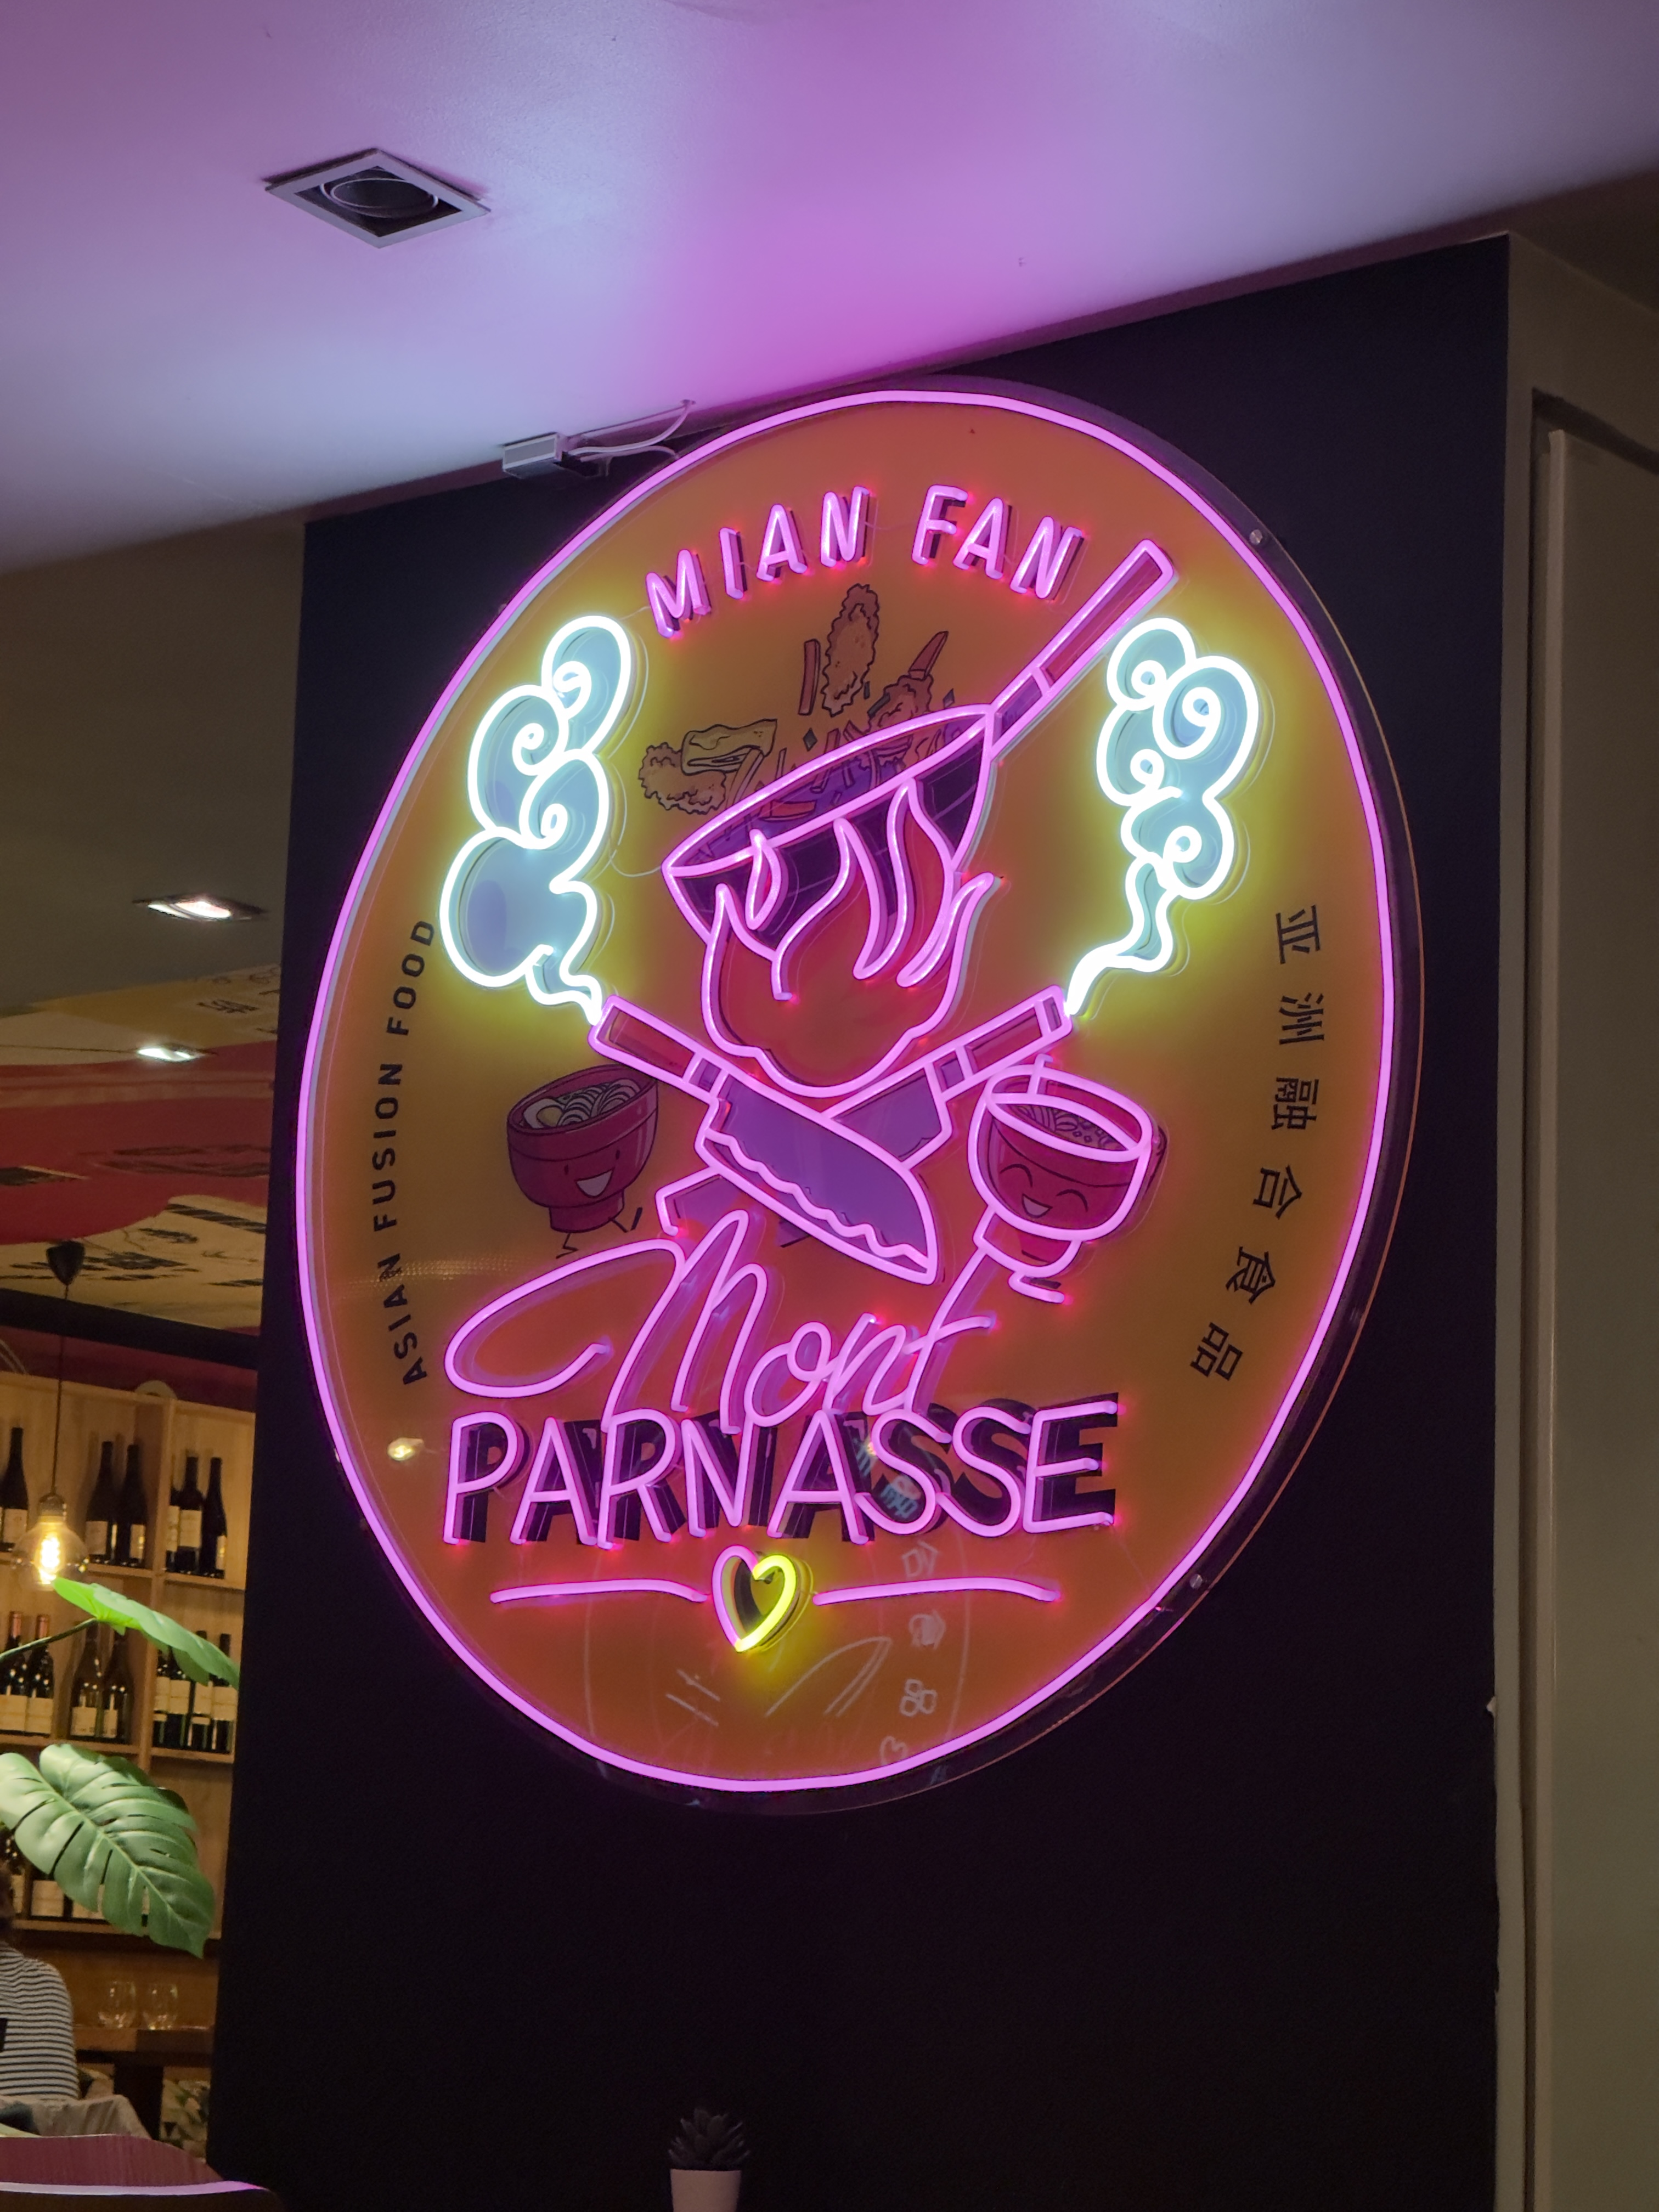 MIAN FAN
ASIAN FUSION FOOD
亚洲融合食品
Mont
PARNASSE